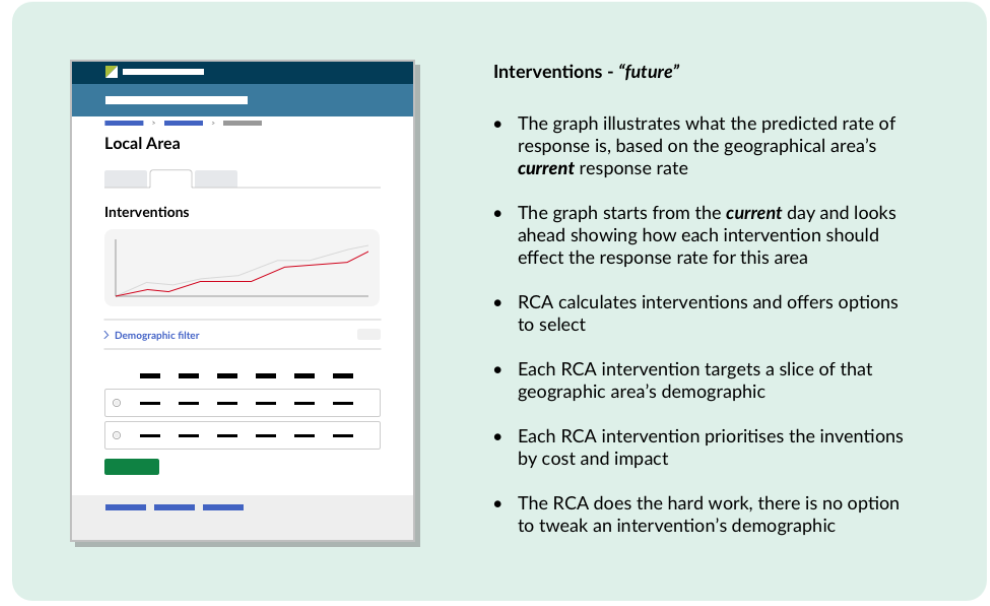 Local Area
Interventions
Demographic filter
Interventions - “future”
• The graph illustrates what the predicted rate of
response is, based on the geographical area’s
current response rate
• The graph starts from the current day and looks
ahead showing how each intervention should
effect the response rate for this area
• RCA calculates interventions and offers options
to select
• Each RCA intervention targets a slice of that
geographic area’s demographic
• Each RCA intervention prioritises the inventions
by cost and impact
• The RCA does the hard work, there is no option
to tweak an intervention’s demographic